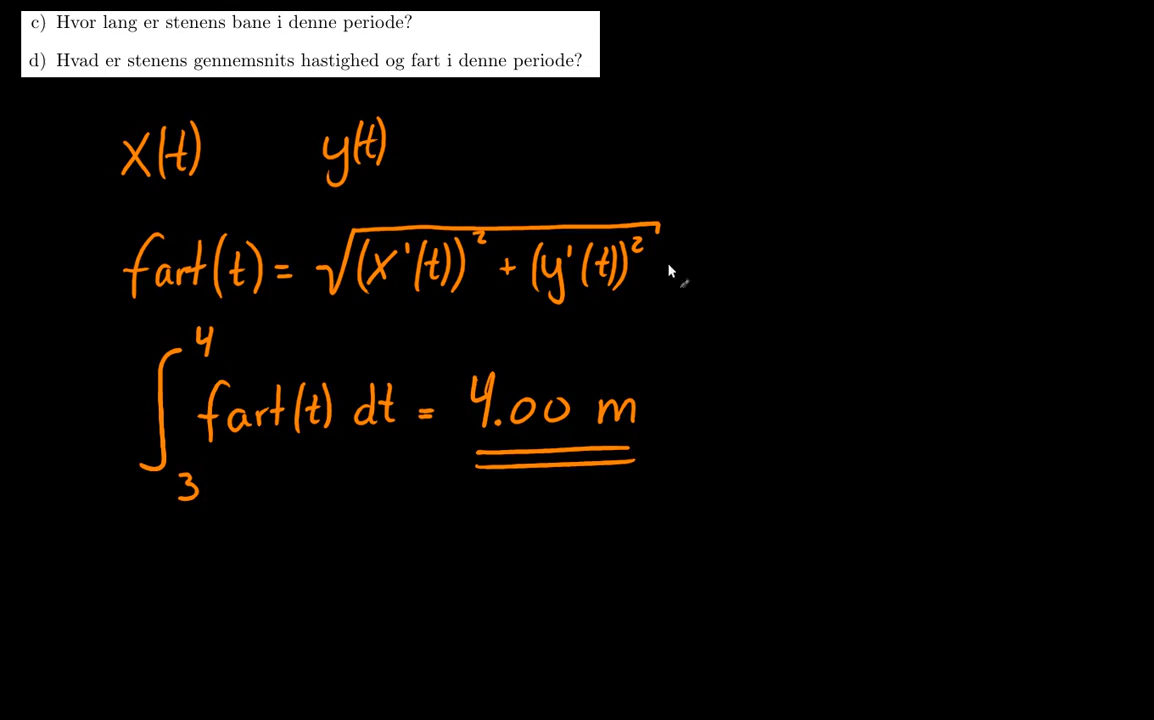 c) Hvor lang er stenens bane i denne periode?
d) Hvad er stenens gennemsnits hastighed og fart i denne periode?
x(t) y(t)
fart(t) = √((x'(t))² + (y'(t))²
∫₃⁴ fart(t) dt = 4.00 m